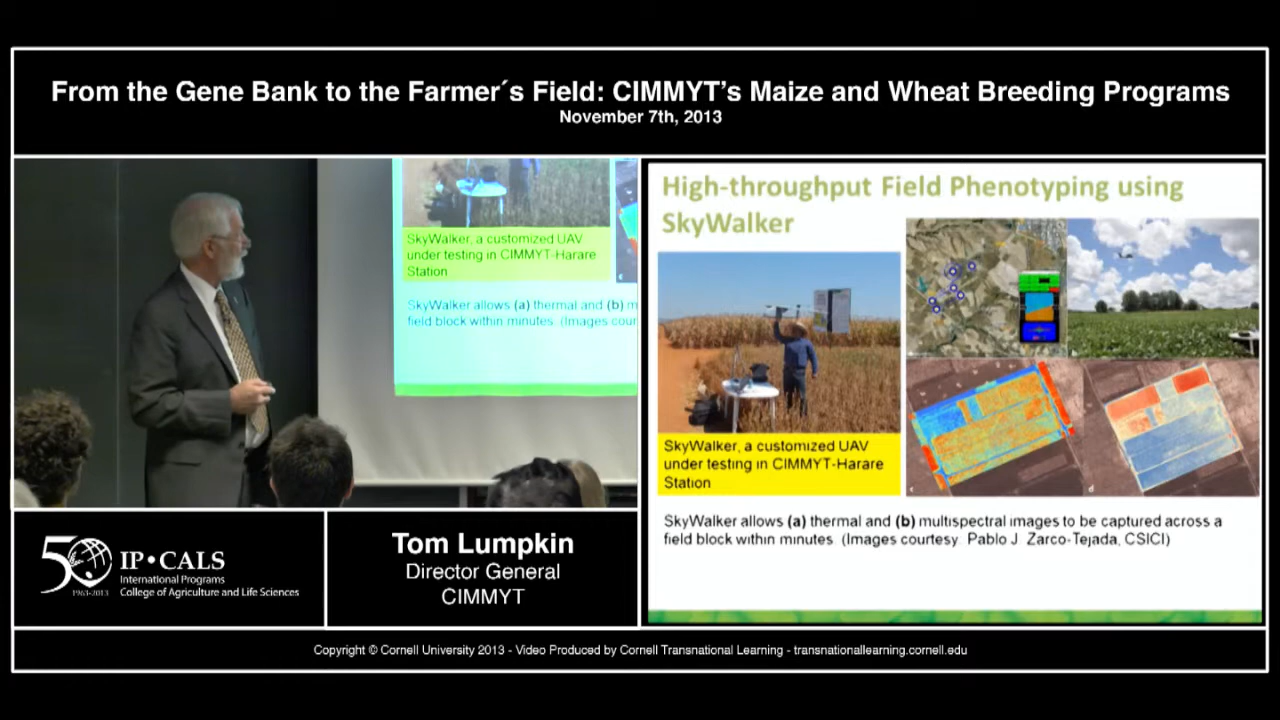 From the Gene Bank to the Farmer´s Field: CIMMYT's Maize and Wheat Breeding Programs
November 7th, 2013
SkyWalker, a customized UAV
under testing in CIMMYT-Harare
Station
SkyWalker allows (a) thermal and (b) m
field block within minutes. (Images cour
High-throughput Field Phenotyping using
SkyWalker
SkyWalker, a customized UAV
under testing in CIMMYT-Harare
Station
SkyWalker allows (a) thermal and (b) multispectral images to be captured across a
field block within minutes. (Images courtesy. Pablo J. Zarco-Tejada, CSICI)
50
1963-2013
IP•CALS
International Programs
College of Agriculture and Life Sciences
Tom Lumpkin
Director General
CIMMYT
Copyright © Cornell University 2013 - Video Produced by Cornell Transnational Learning - transnationallearning.cornell.edu